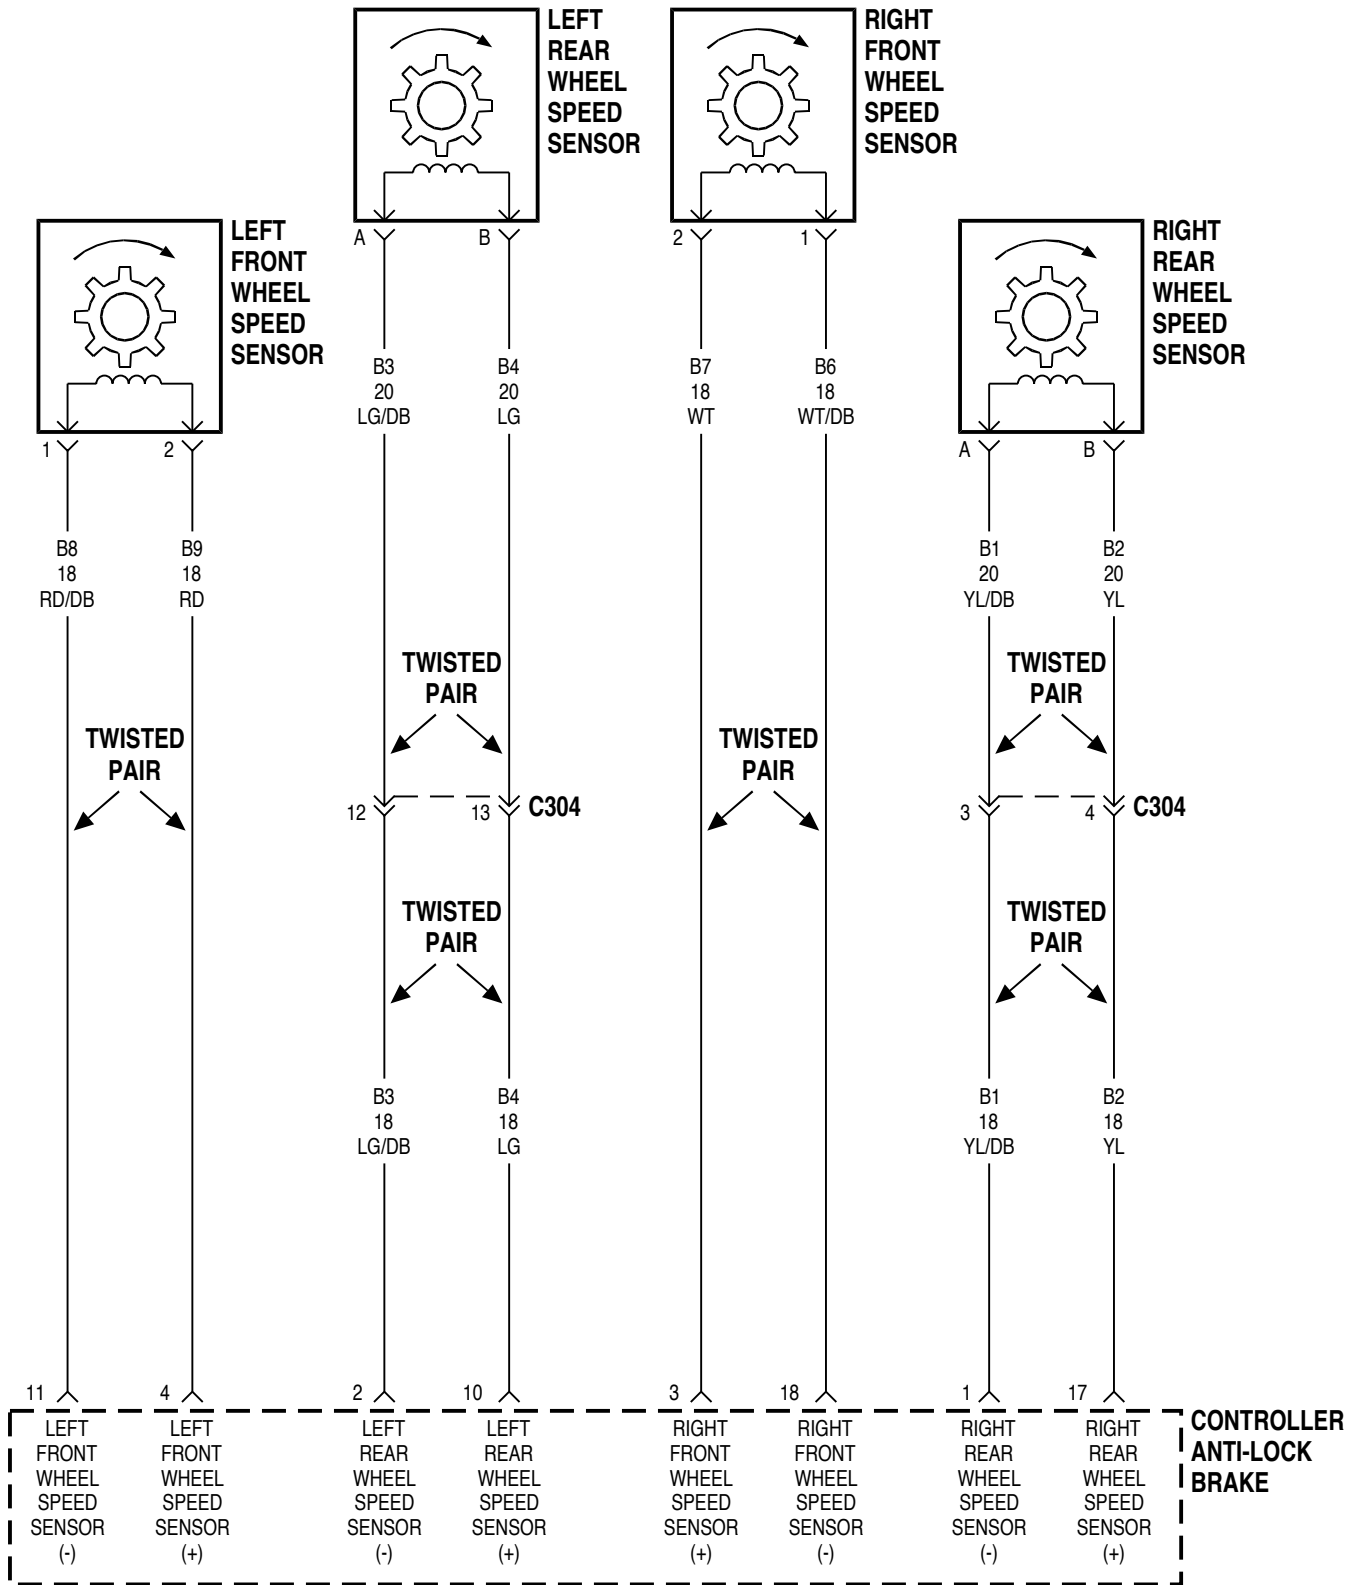 LEFT
REAR
WHEEL
SPEED
SENSOR
RIGHT
FRONT
WHEEL
SPEED
SENSOR
LEFT
FRONT
WHEEL
SPEED
SENSOR
RIGHT
REAR
WHEEL
SPEED
SENSOR
A
B
2
1
1
2
A
B
B3
20
LG/DB
B4
20
LG
B7
18
WT
B6
18
WT/DB
B8
18
RD/DB
B9
18
RD
B1
20
YL/DB
B2
20
YL
TWISTED
PAIR
TWISTED
PAIR
TWISTED
PAIR
TWISTED
PAIR
12
13
C304
3
4
C304
TWISTED
PAIR
TWISTED
PAIR
B3
18
LG/DB
B4
18
LG
B1
18
YL/DB
B2
18
YL
11
4
2
10
3
18
1
17
LEFT
FRONT
WHEEL
SPEED
SENSOR
(-)
LEFT
FRONT
WHEEL
SPEED
SENSOR
(+)
LEFT
REAR
WHEEL
SPEED
SENSOR
(-)
LEFT
REAR
WHEEL
SPEED
SENSOR
(+)
RIGHT
FRONT
WHEEL
SPEED
SENSOR
(+)
RIGHT
FRONT
WHEEL
SPEED
SENSOR
(-)
RIGHT
REAR
WHEEL
SPEED
SENSOR
(-)
RIGHT
REAR
WHEEL
SPEED
SENSOR
(+)
CONTROLLER
ANTI-LOCK
BRAKE